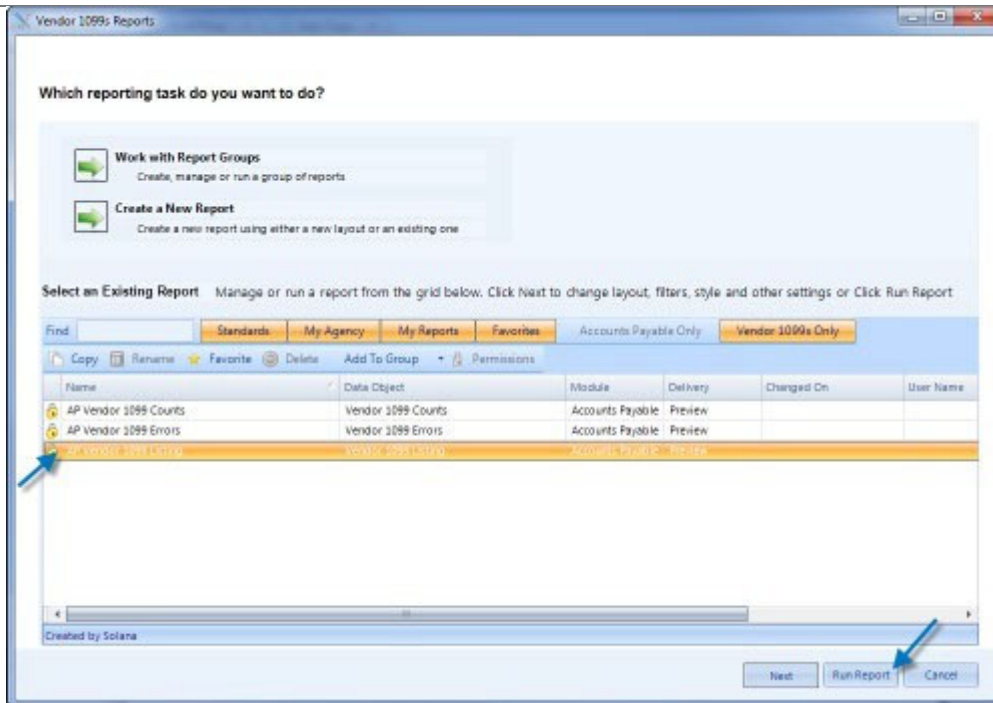 Vendor 1099s Reports
Which reporting task do you want to do?
Work with Report Groups
Create, manage or run a group of reports
Create a New Report
Create a new report using either a new layout or an existing one
Select an Existing Report Manage or run a report from the grid below. Click Next to change layout, filters, style and other settings or Click Run Report
Find Standards My Agency My Reports Favorites Accounts Payable Only Vendor 1099s Only
Copy Rename Favorite Delete Add To Group Permissions
Name Data Object Module Delivery Changed On User Name
AP Vendor 1099 Counts Vendor 1099 Counts Accounts Payable Preview
AP Vendor 1099 Errors Vendor 1099 Errors Accounts Payable Preview
AP Vendor 1099 Listing Vendor 1099 Listing Accounts Payable Preview
Created by Solana
Next Run Report Cancel